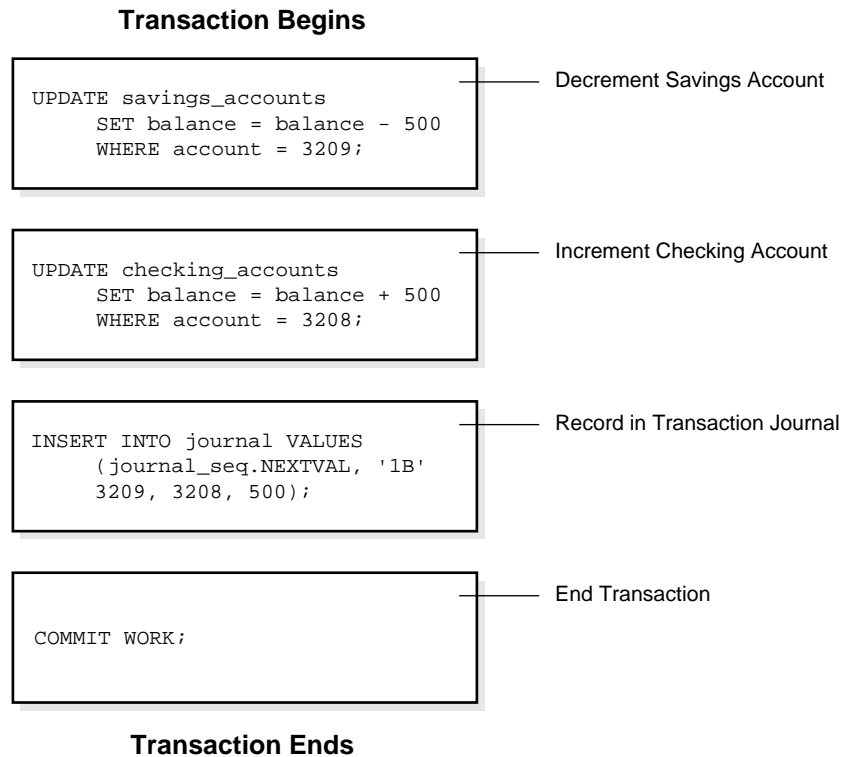 Transaction Begins
UPDATE savings_accounts
SET balance = balance - 500
WHERE account = 3209;
Decrement Savings Account
UPDATE checking_accounts
SET balance = balance + 500
WHERE account = 3208;
Increment Checking Account
INSERT INTO journal VALUES
(journal_seq.NEXTVAL, '1B'
3209, 3208, 500);
Record in Transaction Journal
COMMIT WORK;
End Transaction
Transaction Ends